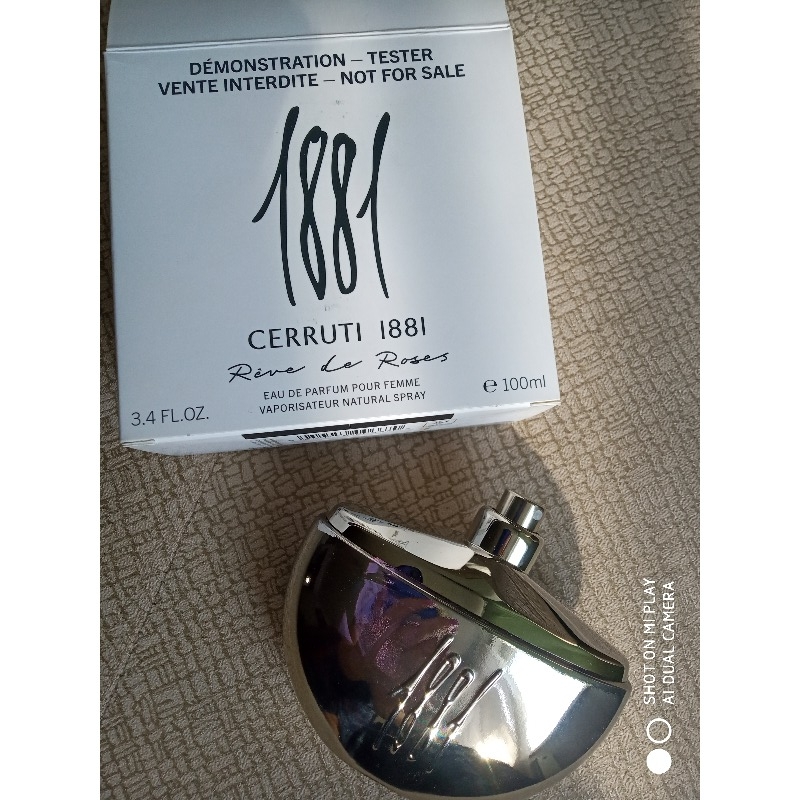 DÉMONSTRATION – TESTER
VENTE INTERDITE – NOT FOR SALE
1881
CERRUTI 1881
Rêve de Roses
EAU DE PARFUM POUR FEMME
VAPORISATEUR NATURAL SPRAY
3.4 FL.OZ.
℮ 100ml
1881
SHOT ON MI PLAY
AI DUAL CAMERA